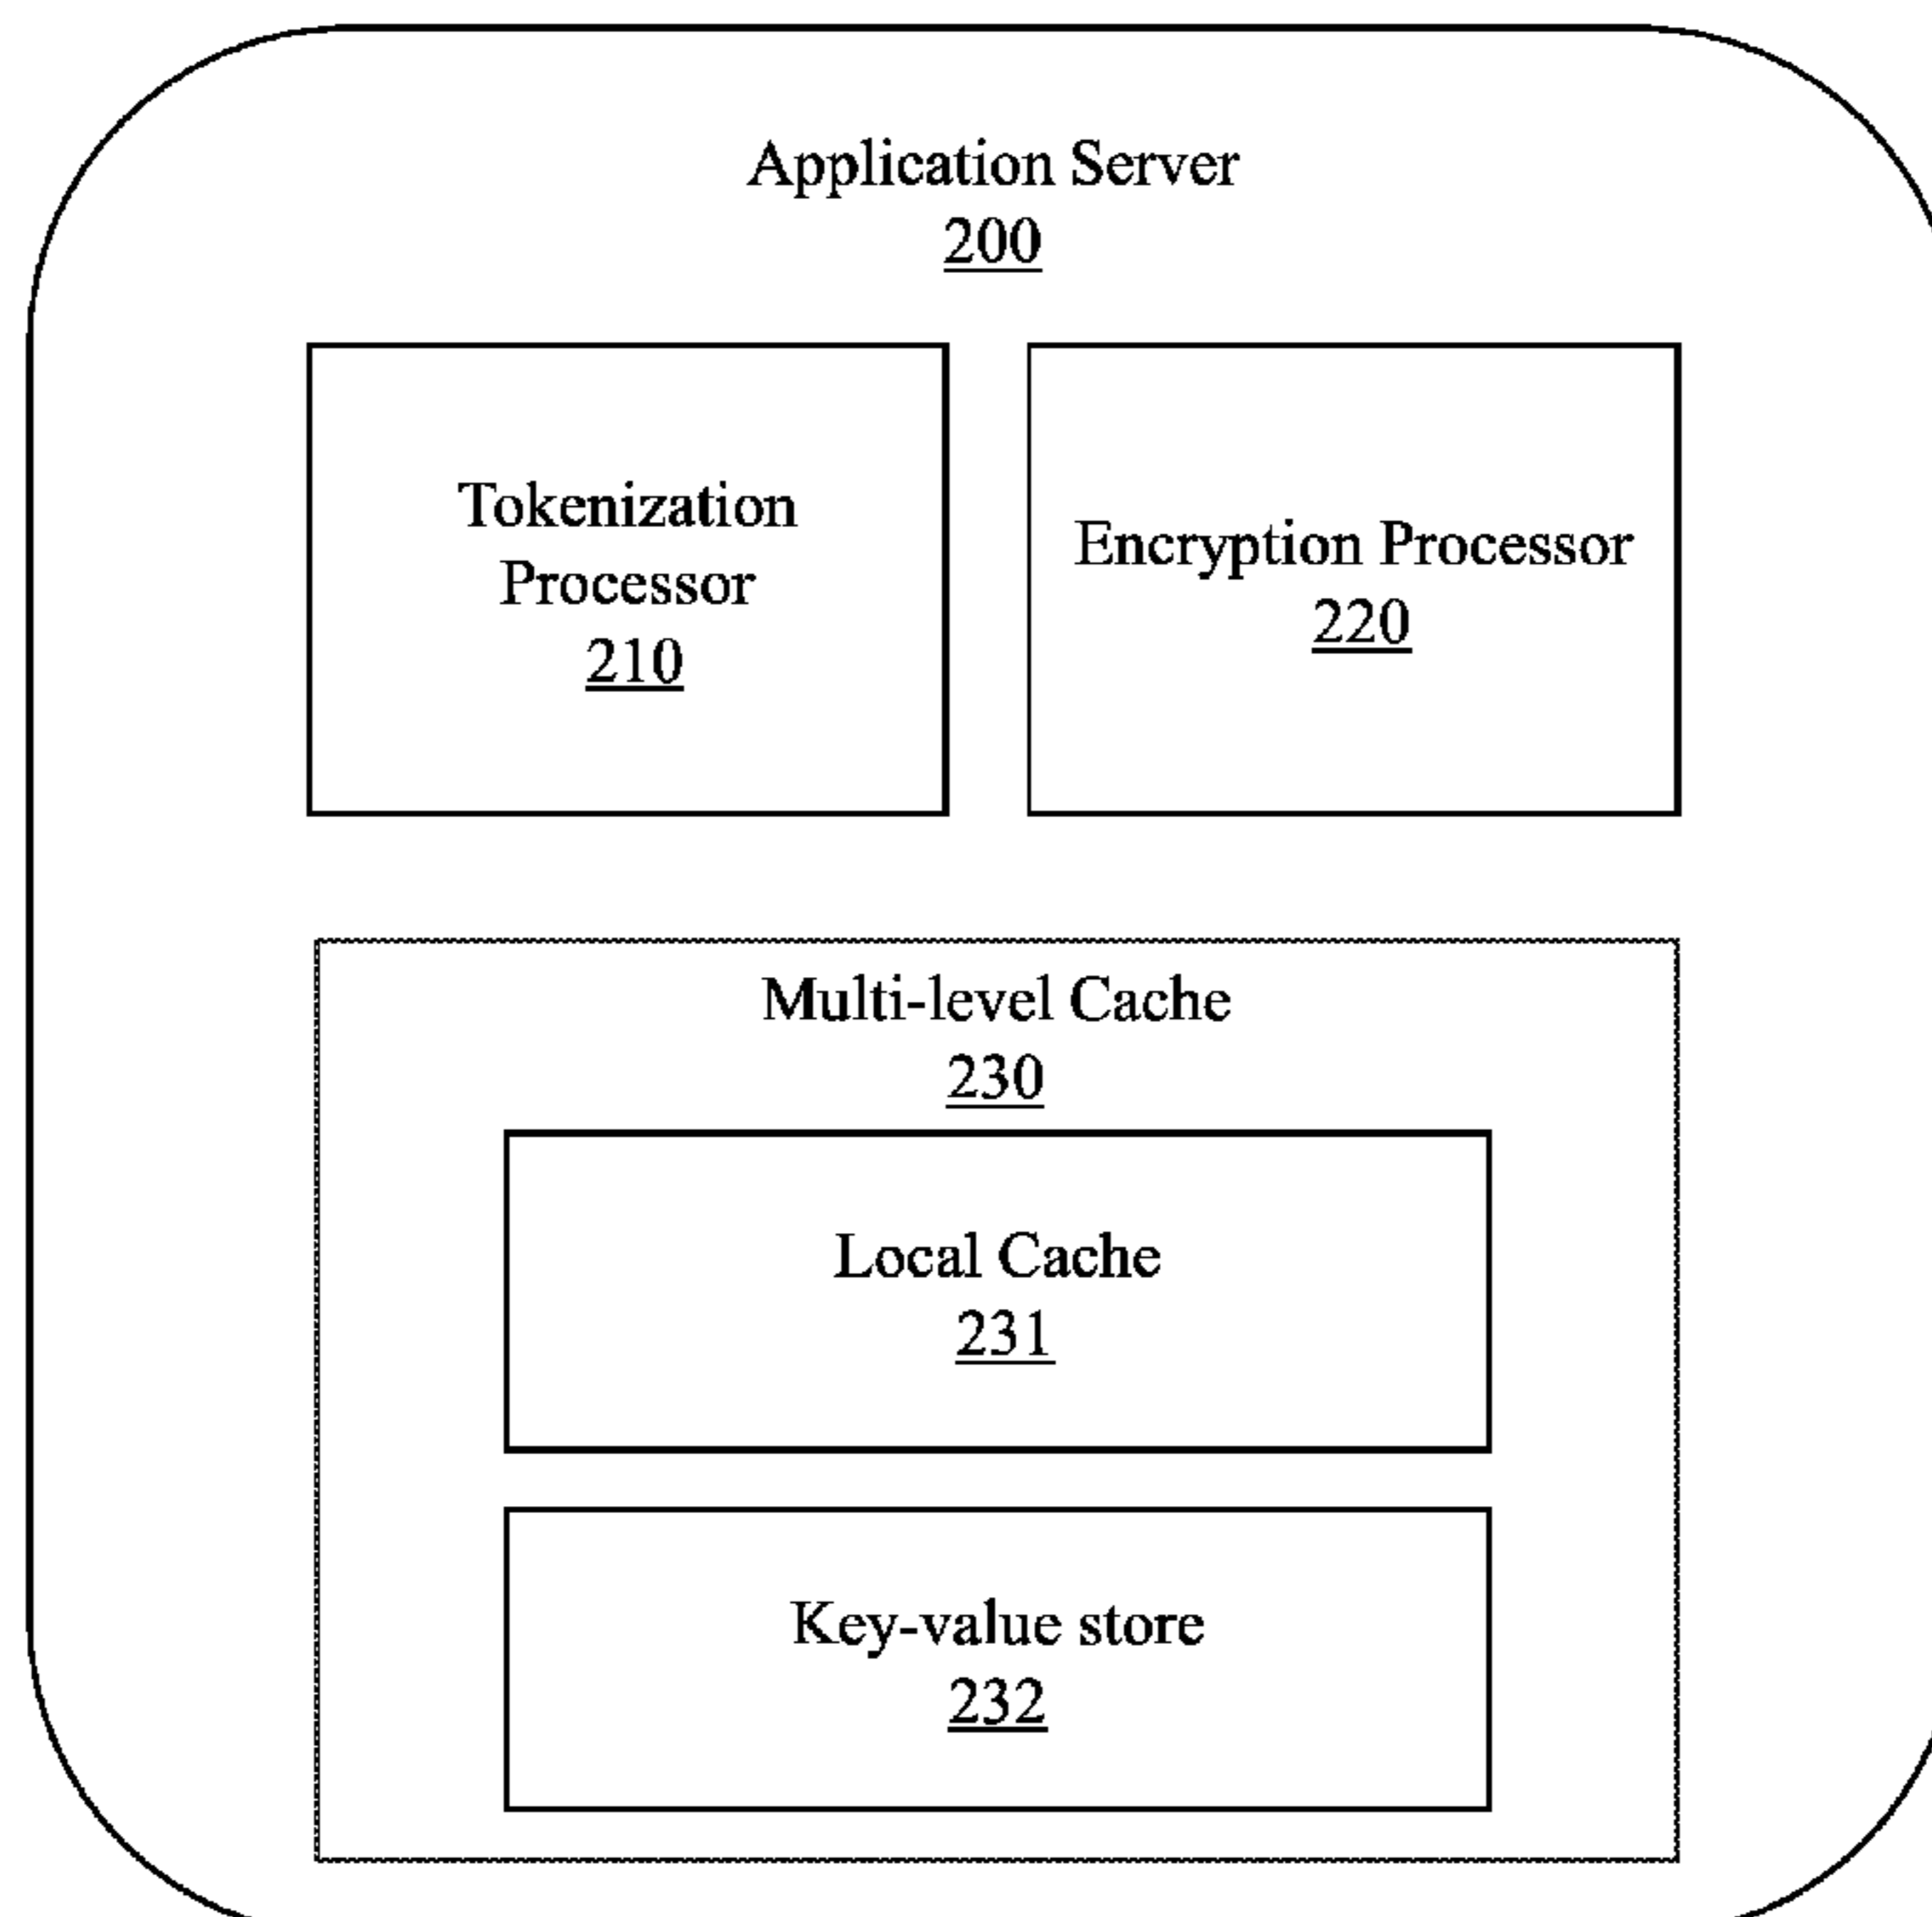 Application Server
200
Tokenization
Processor
210
Encryption Processor
220
Multi-level Cache
230
Local Cache
231
Key-value store
232